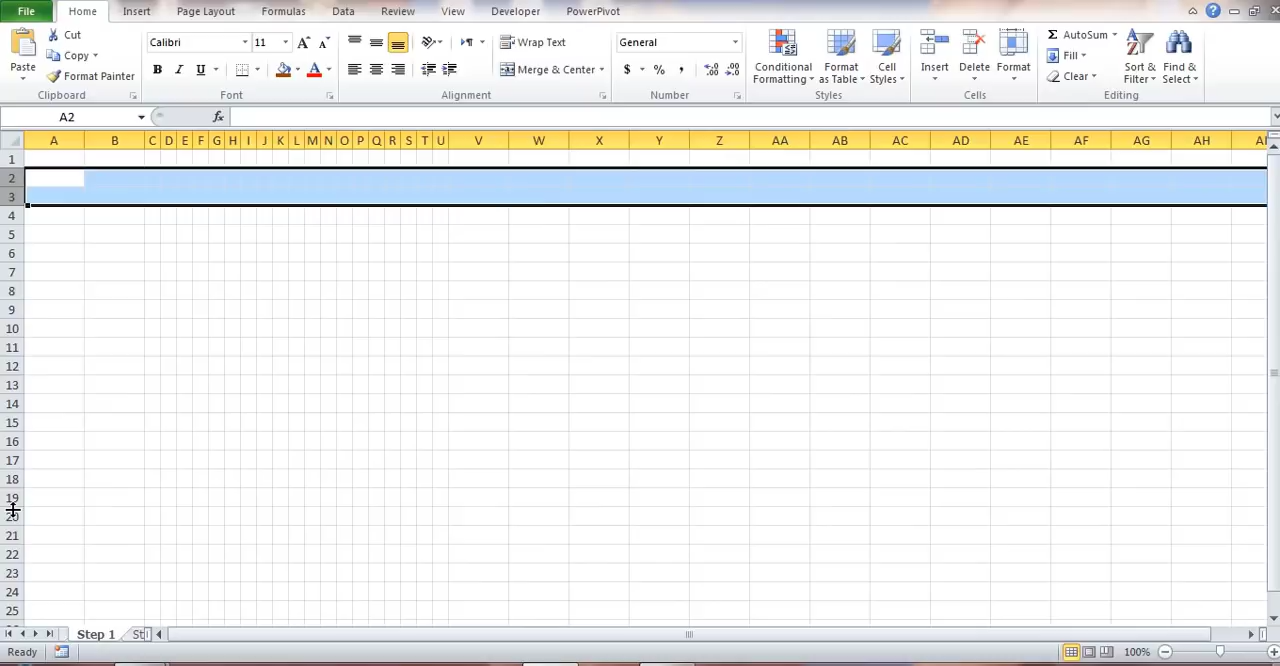 File Home Insert Page Layout Formulas Data Review View Developer PowerPivot
Cut Calibri 11 Wrap Text General AutoSum
Copy Fill
Paste Format Painter Merge & Center $ % , Conditional Formatting Format as Table Cell Styles Insert Delete Format Clear Sort & Filter Find & Select
Clipboard Font Alignment Number Styles Cells Editing
A2 fx
A B C D E F G H I J K L M N O P Q R S T U V W X Y Z AA AB AC AD AE AF AG AH
1
2
3
4
5
6
7
8
9
10
11
12
13
14
15
16
17
18
19
20
21
22
23
24
25
Step 1 St
Ready 100%